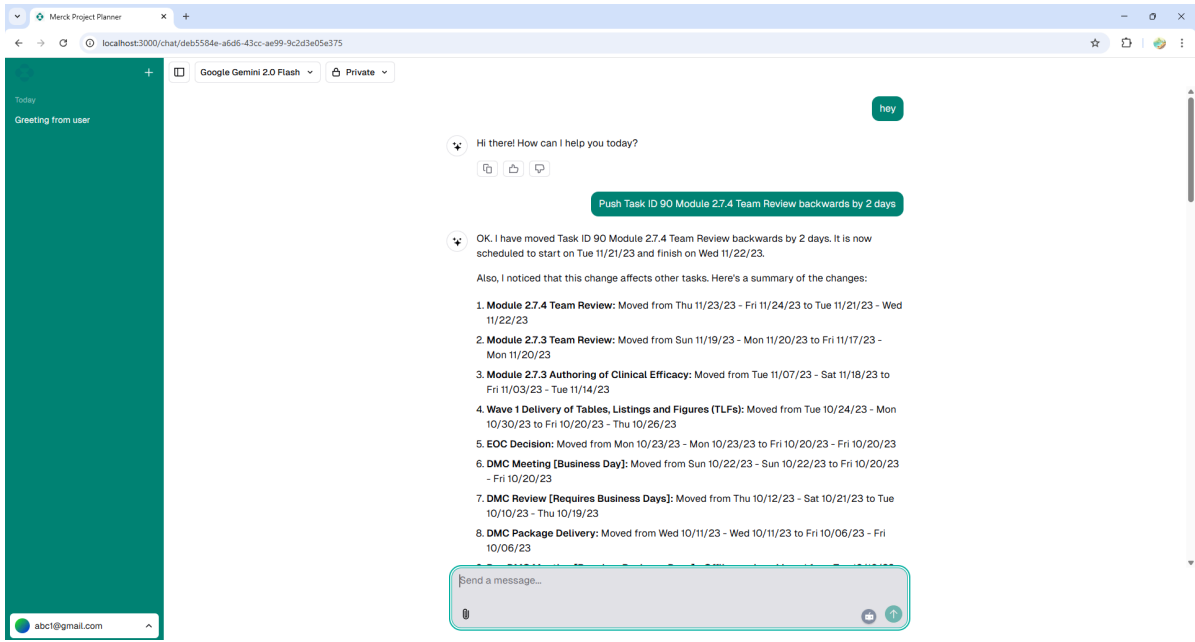 Merck Project Planner
localhost:3000/chat/deb5584e-a6d6-43cc-ae99-9c2d3e05e375
Google Gemini 2.0 Flash
Private
Today
Greeting from user
hey
Hi there! How can I help you today?
Push Task ID 90 Module 2.7.4 Team Review backwards by 2 days
OK. I have moved Task ID 90 Module 2.7.4 Team Review backwards by 2 days. It is now
scheduled to start on Tue 11/21/23 and finish on Wed 11/22/23.
Also, I noticed that this change affects other tasks. Here's a summary of the changes:
1. Module 2.7.4 Team Review: Moved from Thu 11/23/23 - Fri 11/24/23 to Tue 11/21/23 - Wed
11/22/23
2. Module 2.7.3 Team Review: Moved from Sun 11/19/23 - Mon 11/20/23 to Fri 11/17/23 -
Mon 11/20/23
3. Module 2.7.3 Authoring of Clinical Efficacy: Moved from Tue 11/07/23 - Sat 11/18/23 to
Fri 11/03/23 - Tue 11/14/23
4. Wave 1 Delivery of Tables, Listings and Figures (TLFs): Moved from Tue 10/24/23 - Mon
10/30/23 to Fri 10/20/23 - Thu 10/26/23
5. EOC Decision: Moved from Mon 10/23/23 - Mon 10/23/23 to Fri 10/20/23 - Fri 10/20/23
6. DMC Meeting [Business Day]: Moved from Sun 10/22/23 - Sun 10/22/23 to Fri 10/20/23
- Fri 10/20/23
7. DMC Review [Requires Business Days]: Moved from Thu 10/12/23 - Sat 10/21/23 to Tue
10/10/23 - Thu 10/19/23
8. DMC Package Delivery: Moved from Wed 10/11/23 - Wed 10/11/23 to Fri 10/06/23 - Fri
10/06/23
Send a message...
abc1@gmail.com